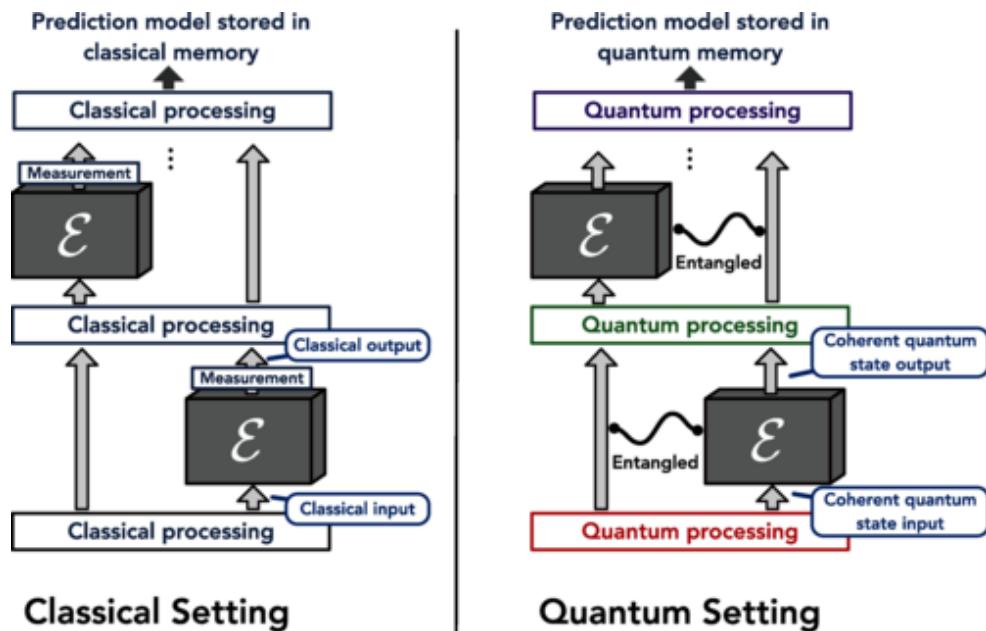 Prediction model stored in
classical memory
Classical processing
Measurement
ℰ
Classical processing
Classical output
Measurement
ℰ
Classical input
Classical processing
Classical Setting
Prediction model stored in
quantum memory
Quantum processing
ℰ
Entangled
Quantum processing
Coherent quantum
state output
ℰ
Entangled
Coherent quantum
state input
Quantum processing
Quantum Setting